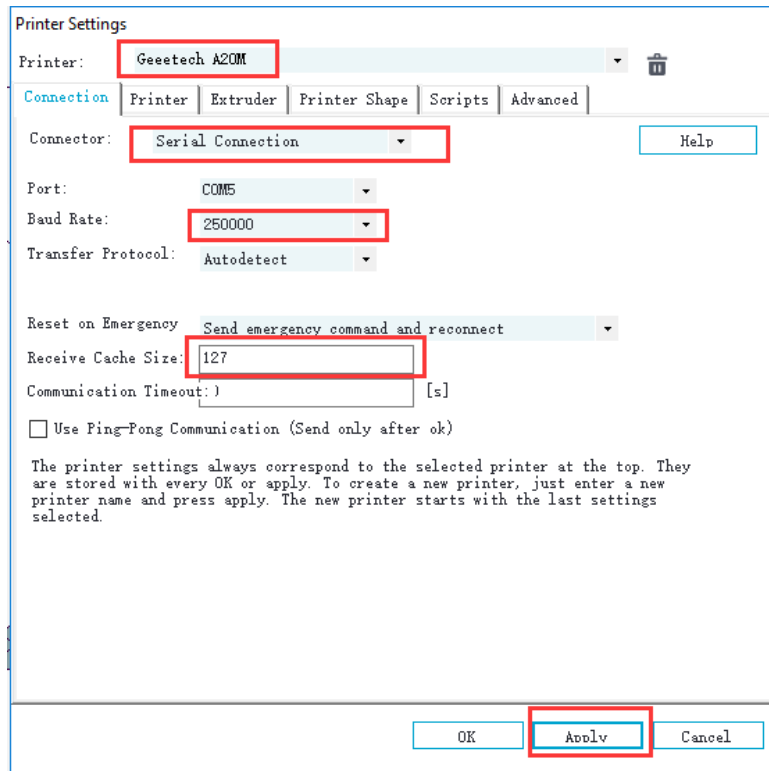 Printer Settings
Printer: Geeetech A20M
Connection Printer Extruder Printer Shape Scripts Advanced
Connector: Serial Connection Help
Port: COM5
Baud Rate: 250000
Transfer Protocol: Autodetect
Reset on Emergency Send emergency command and reconnect
Receive Cache Size: 127
Communication Timeout: [s]
Use Ping-Pong Communication (Send only after ok)
The printer settings always correspond to the selected printer at the top. They
are stored with every OK or apply. To create a new printer, just enter a new
printer name and press apply. The new printer starts with the last settings
selected.
OK Apply Cancel